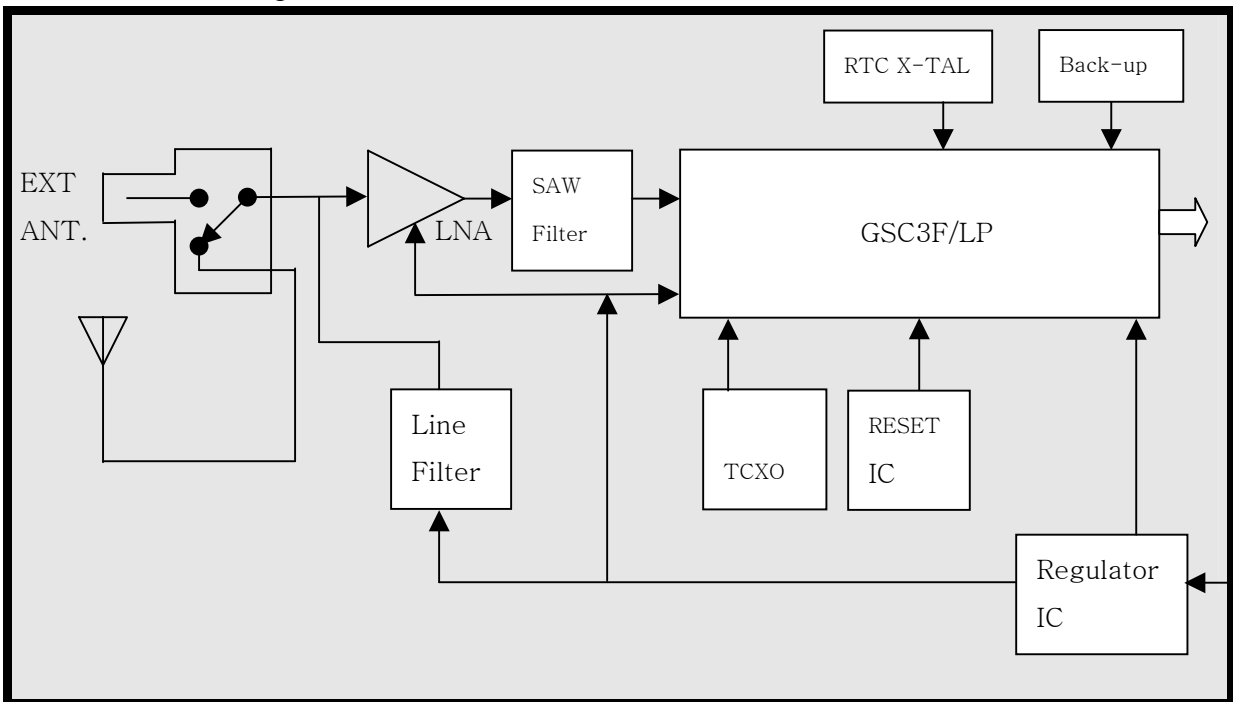 RTC X-TAL
Back-up
EXT
ANT.
LNA
SAW
Filter
GSC3F/LP
Line
Filter
TCXO
RESET
IC
Regulator
IC